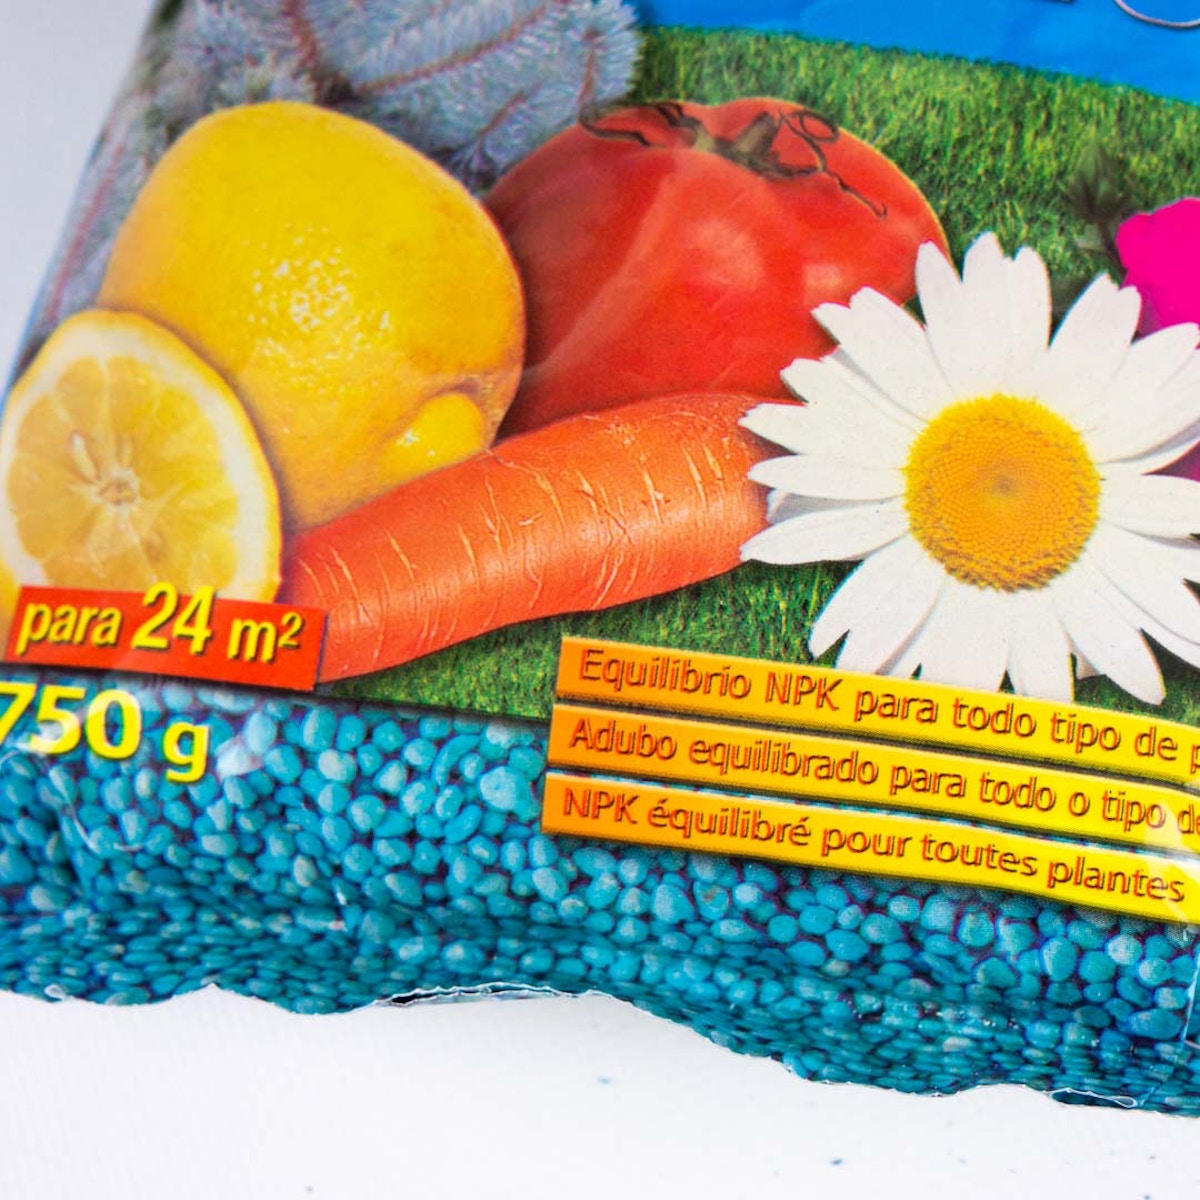 para 24 m²
750 g
Equilibrio NPK para todo tipo de
Adubo equilibrado para todo o tipo de
NPK équilibré pour toutes plantes